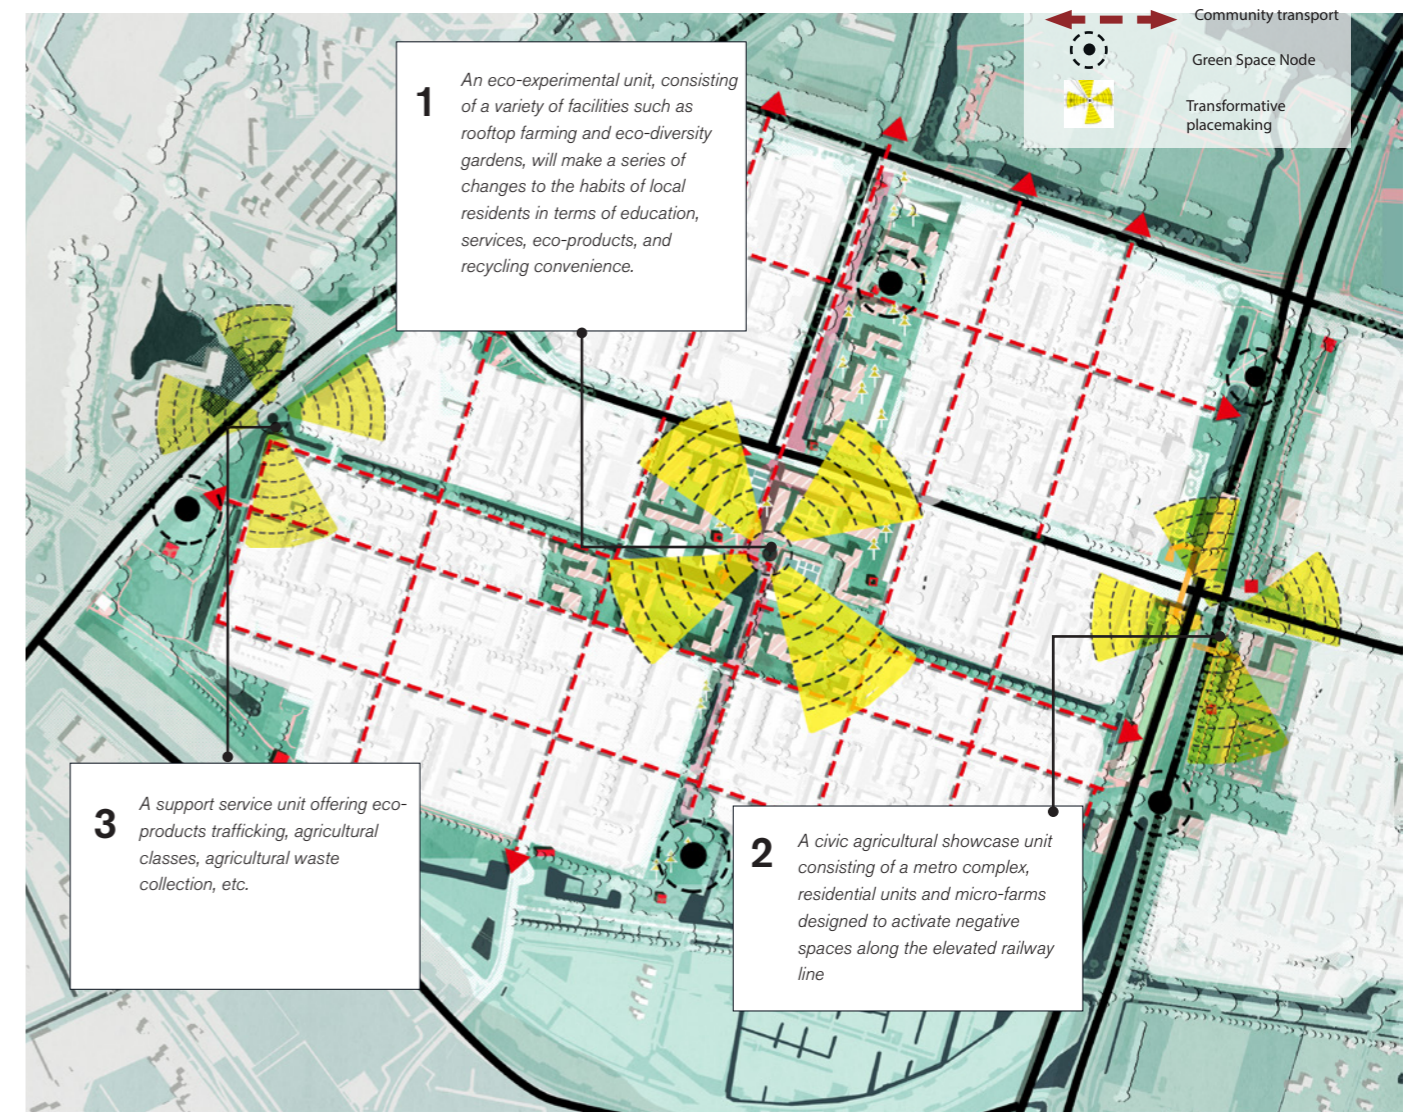 Community transport
Green Space Node
Transformative
placemaking
1
An eco-experimental unit, consisting
of a variety of facilities such as
rooftop farming and eco-diversity
gardens, will make a series of
changes to the habits of local
residents in terms of education,
services, eco-products, and
recycling convenience.
3
A support service unit offering eco-
products trafficking, agricultural
classes, agricultural waste
collection, etc.
2
A civic agricultural showcase unit
consisting of a metro complex,
residential units and micro-farms
designed to activate negative
spaces along the elevated railway
line